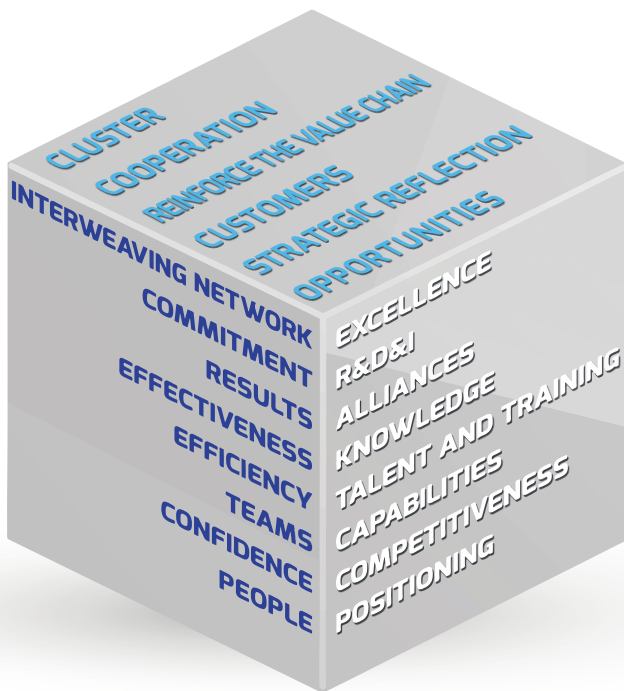 CLUSTER
COOPERATION
REINFORCE THE VALUE CHAIN
CUSTOMERS
STRATEGIC REFLECTION
OPPORTUNITIES
INTERWEAVING NETWORK
COMMITMENT
RESULTS
EFFECTIVENESS
EFFICIENCY
TEAMS
CONFIDENCE
PEOPLE
EXCELLENCE
R&D&I
ALLIANCES
KNOWLEDGE
TALENT AND TRAINING
CAPABILITIES
COMPETITIVENESS
POSITIONING